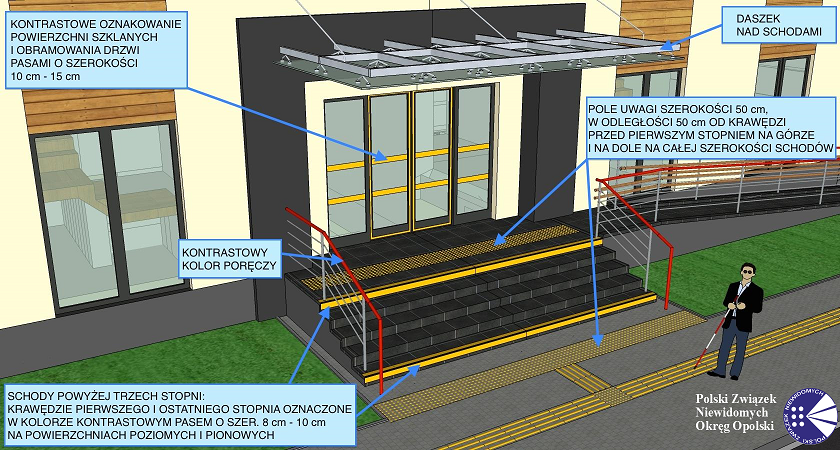 KONTRASTOWE OZNAKOWANIE
POWIERZCHNI SZKLANYCH
I OBRAMOWANIA DRZWI
PASAMI O SZEROKOŚCI
10 cm - 15 cm
DASZEK
NAD SCHODAMI
POLE UWAGI SZEROKOŚCI 50 cm,
W ODLEGŁOŚCI 50 cm OD KRAWĘDZI
PRZED PIERWSZYM STOPNIEM NA GÓRZE
I NA DOLE NA CAŁEJ SZEROKOŚCI SCHODÓW
KONTRASTOWY
KOLOR PORĘCZY
SCHODY POWYŻEJ TRZECH STOPNI:
KRAWĘDZIE PIERWSZEGO I OSTATNIEGO STOPNIA OZNACZONE
W KOLORZE KONTRASTOWYM PASEM O SZER. 8 cm - 10 cm
NA POWIERZCHNIACH POZIOMYCH I PIONOWYCH
Polski Związek
Niewidomych
Okręg Opolski
POLSKI ZWIĄZEK NIEWIDOMYCH